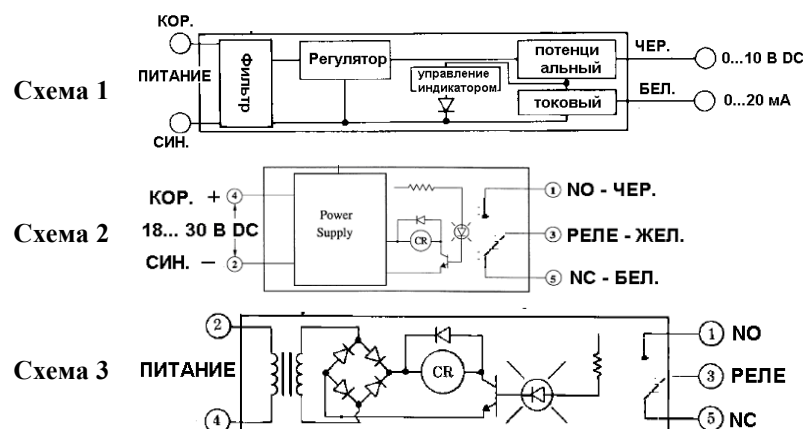 Схема 1
КОР.
ПИТАНИЕ
СИН.
Фильтр
Регулятор
управление
индикатором
потенци
альный
токовый
ЧЕР.
0...10 В DC
БЕЛ.
0...20 мА
Схема 2
КОР. + 4
18... 30 В DC
СИН. − 2
Power
Supply
CR
1 NO - ЧЕР.
3 РЕЛЕ - ЖЕЛ.
5 NC - БЕЛ.
Схема 3
2
ПИТАНИЕ
4
CR
1 NO
3 РЕЛЕ
5 NC